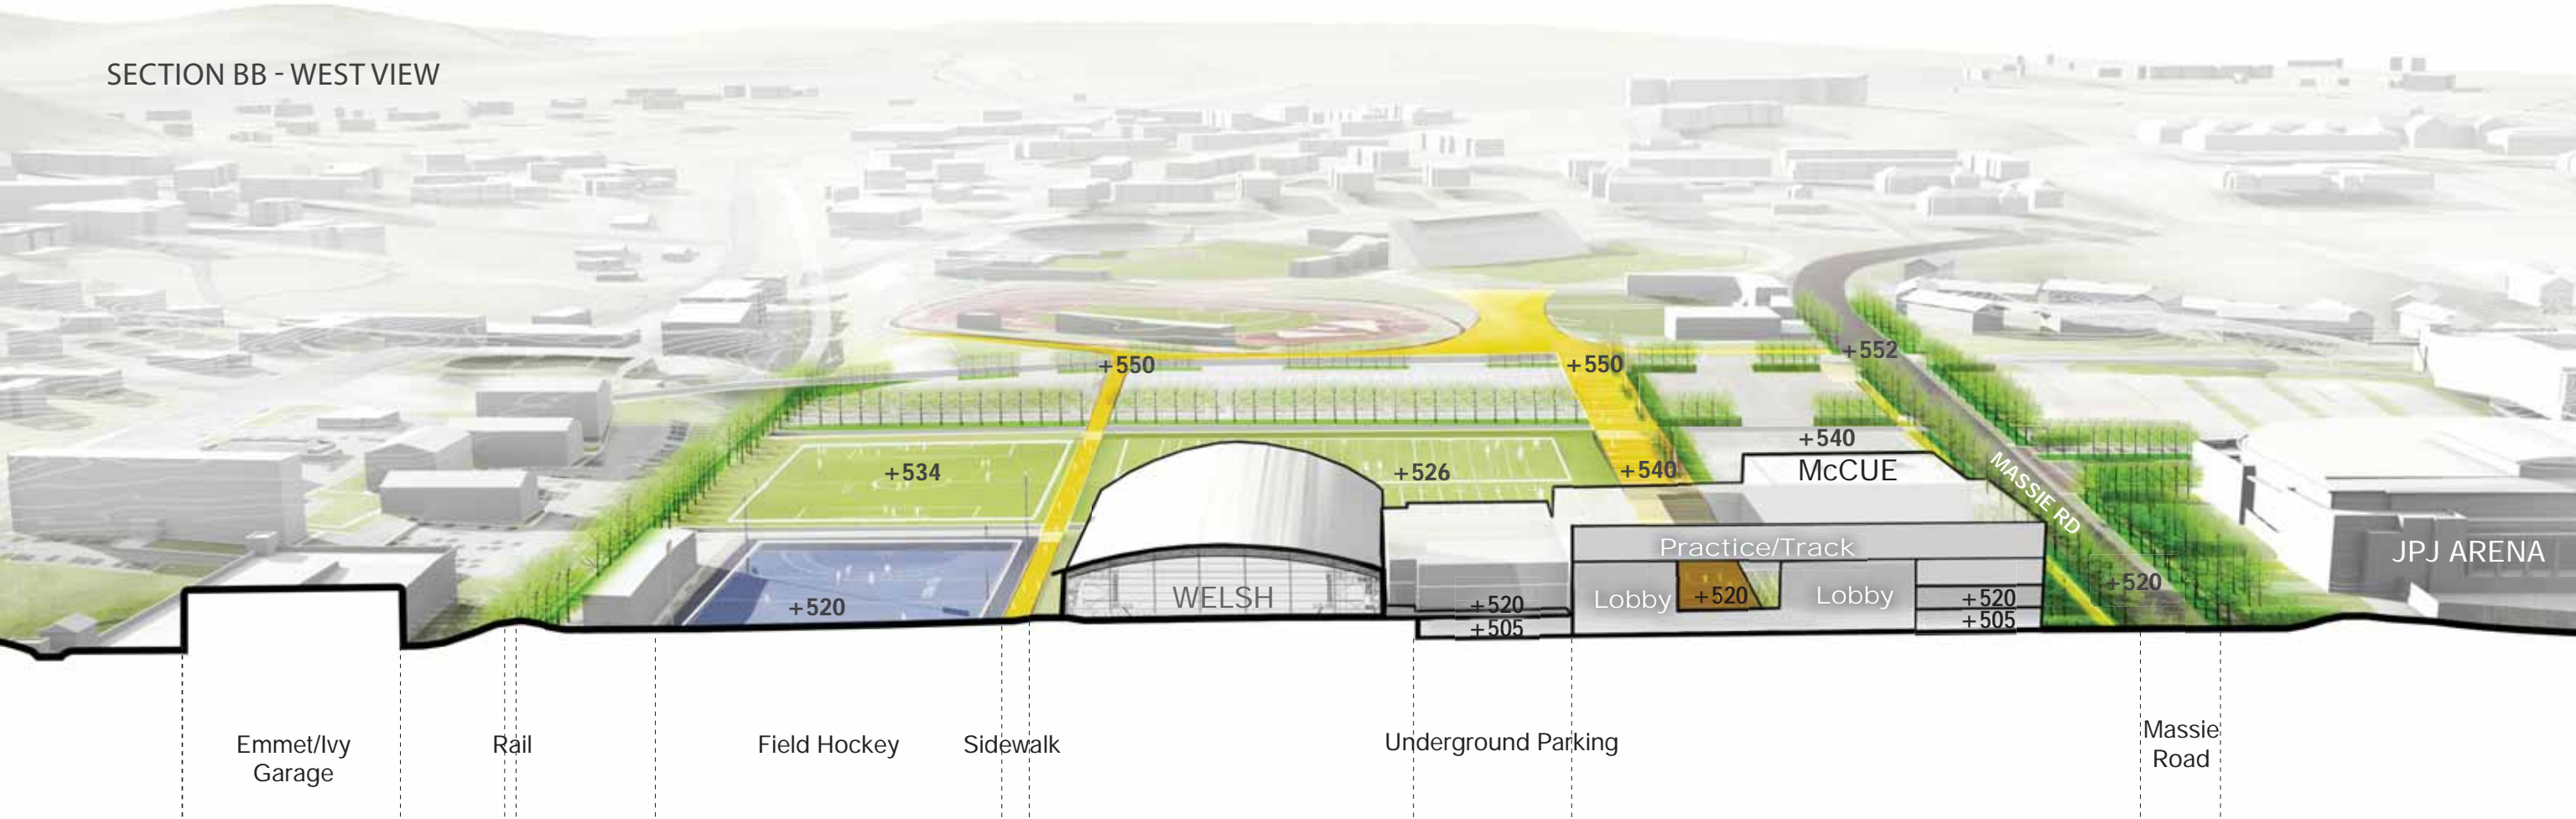 SECTION BB - WEST VIEW
+552
+550
+550
+540
+534
+526
+540
McCUE
MASSIE RD
Practice/Track
JPJ ARENA
+520
+520
WELSH
+520
+505
Lobby
+520
Lobby
+520
+505
Emmet/Ivy
Garage
Rail
Field Hockey
Sidewalk
Underground Parking
Massie
Road